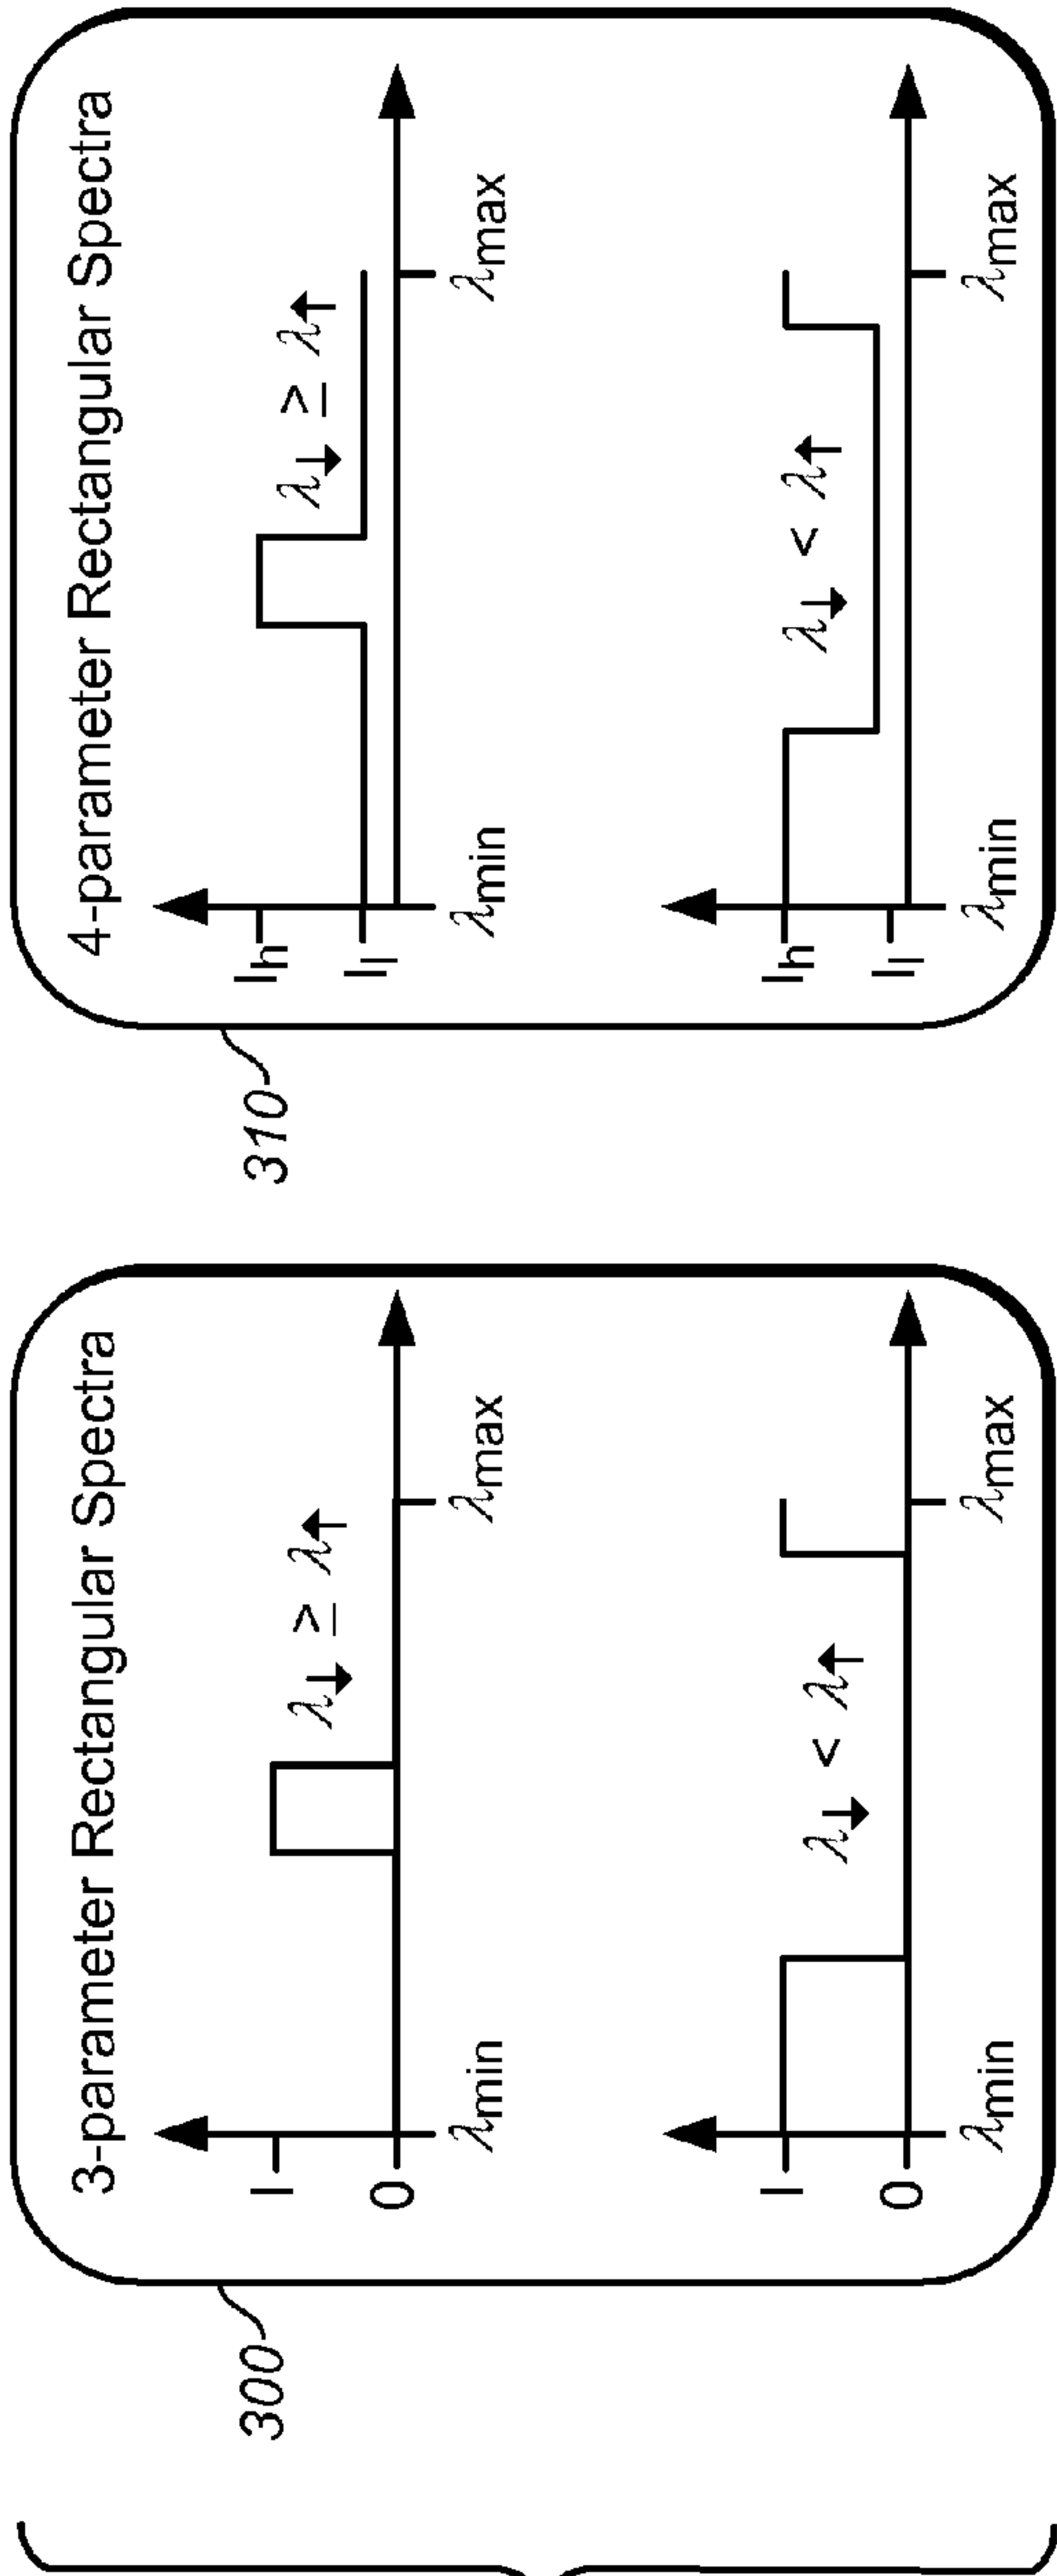 300
3-parameter Rectangular Spectra
I
0
λ↓ ≥ λ↑
λmin
λmax
I
0
λ↓ < λ↑
λmin
λmax
310
4-parameter Rectangular Spectra
Ih
Il
λ↓ ≥ λ↑
λmin
λmax
Ih
Il
λ↓ < λ↑
λmin
λmax